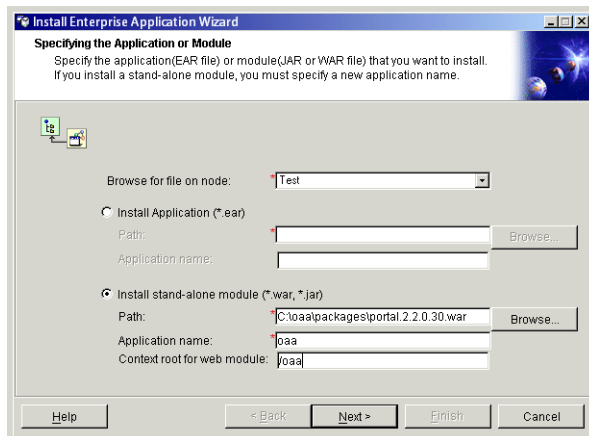 Install Enterprise Application Wizard
Specifying the Application or Module
Specify the application(EAR file) or module(JAR or WAR file) that you want to install.
If you install a stand-alone module, you must specify a new application name.
Browse for file on node: *Test
Install Application (*.ear)
Path: * Browse...
Application name:
Install stand-alone module (*.war, *.jar)
Path: *C:\oaa\packages\portal.2.2.0.30.war Browse...
Application name: *oaa
Context root for web module: /oaa
Help < Back Next > Finish Cancel